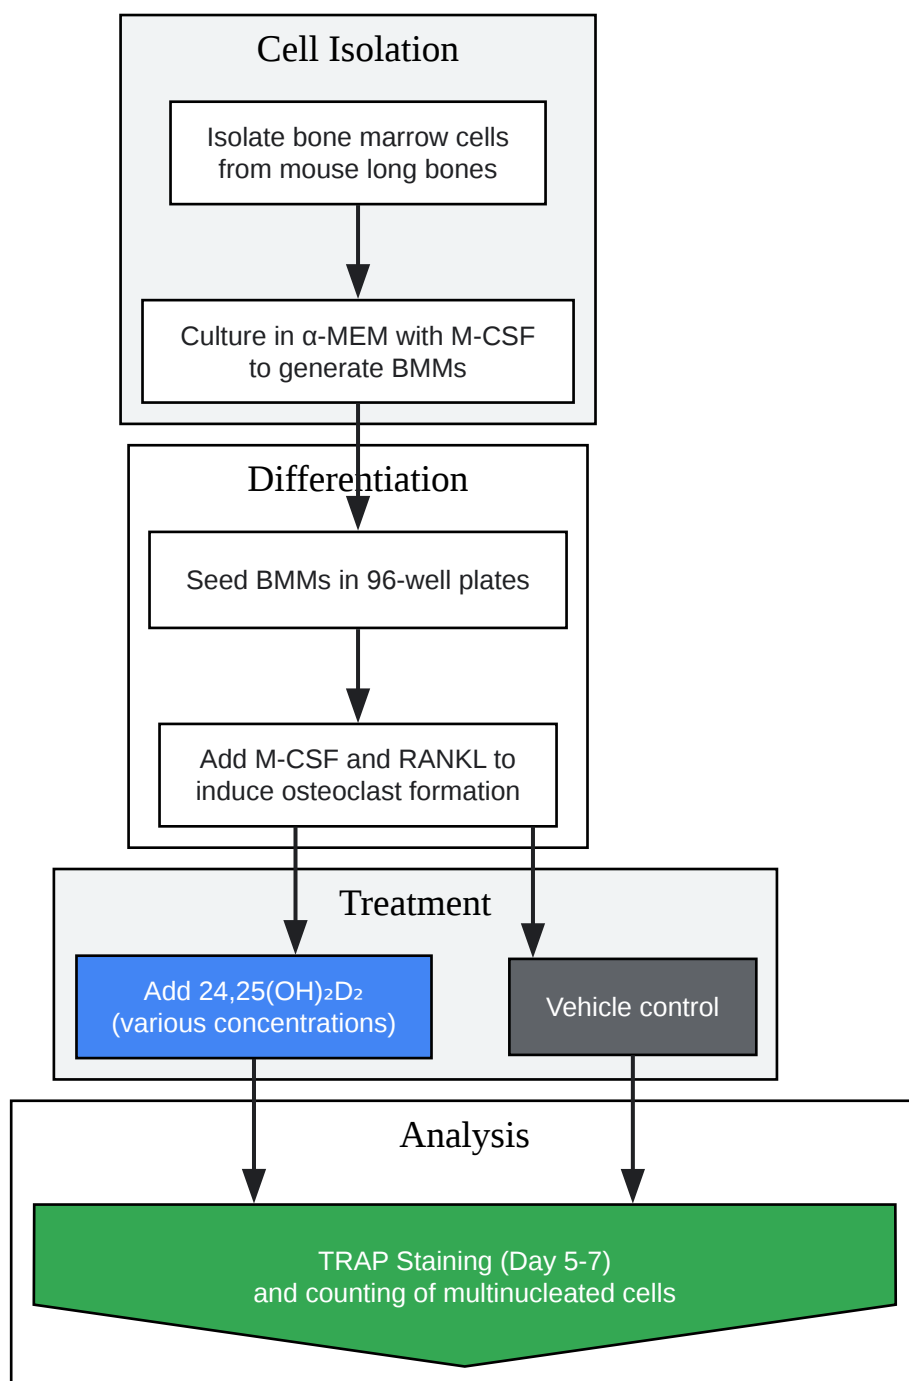 Cell Isolation
Isolate bone marrow cells
from mouse long bones
Culture in α-MEM with M-CSF
to generate BMMs
Differentiation
Seed BMMs in 96-well plates
Add M-CSF and RANKL to
induce osteoclast formation
Treatment
Add 24,25(OH)₂D₂
(various concentrations)
Vehicle control
Analysis
TRAP Staining (Day 5-7)
and counting of multinucleated cells